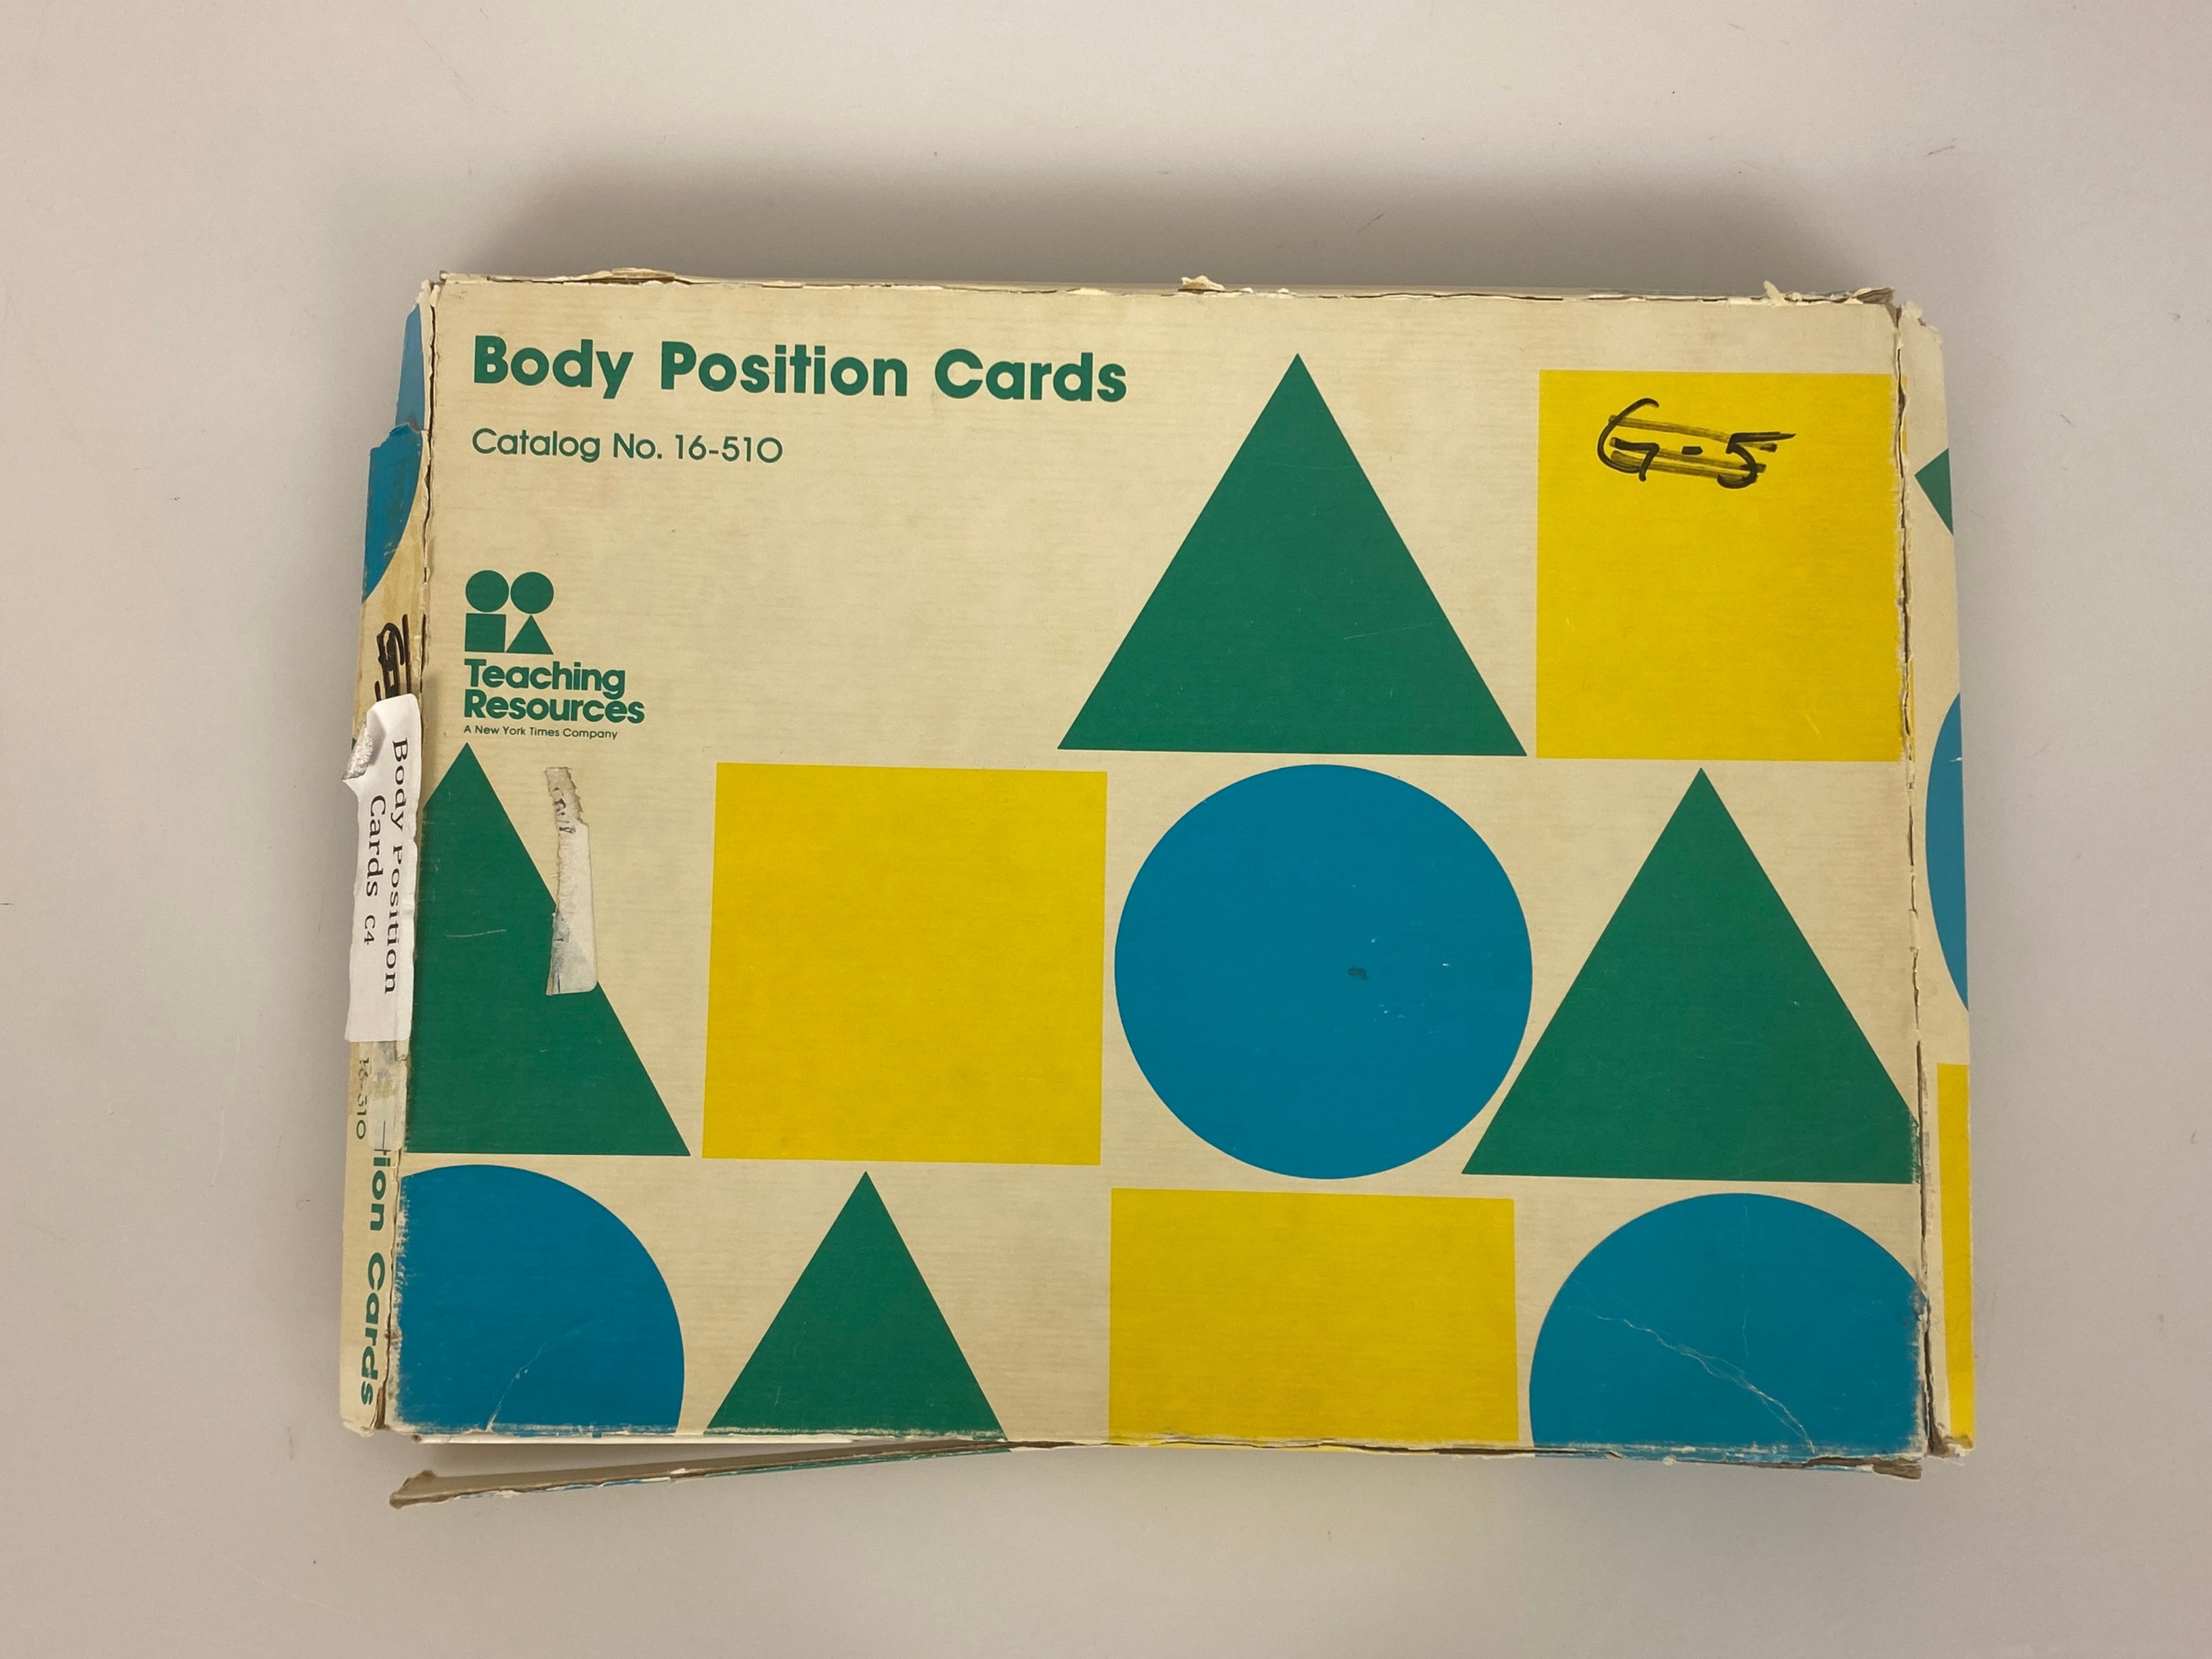 Body Position Cards
Catalog No. 16-510
G-5
Teaching
Resources
A New York Times Company
Body Position
Cards C4
16-510
tion Cards